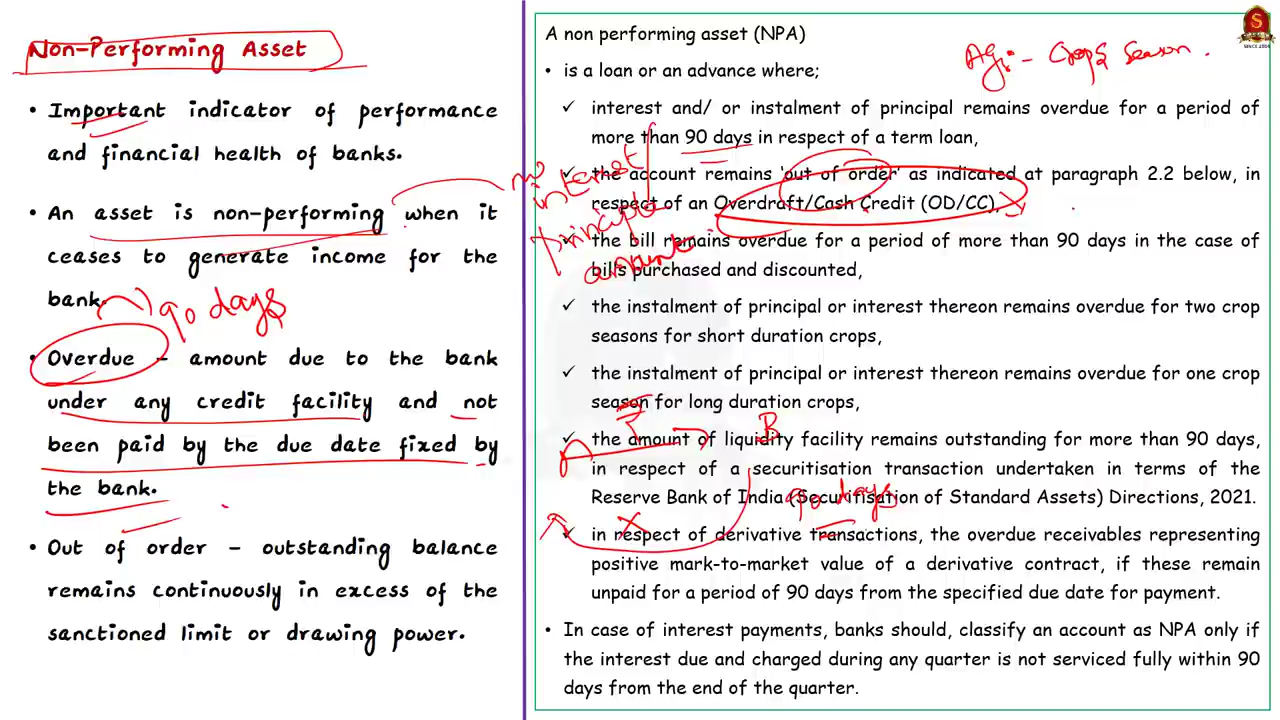 Non-Performing Asset
• Important indicator of performance
and financial health of banks.
• An asset is non-performing when it
ceases to generate income for the
bank.
90 days
• Overdue – amount due to the bank
under any credit facility and not
been paid by the due date fixed by
the bank.
• Out of order – outstanding balance
remains continuously in excess of the
sanctioned limit or drawing power.
A non performing asset (NPA)
Crops Season .
• is a loan or an advance where;
✓ interest and/ or instalment of principal remains overdue for a period of
more than 90 days in respect of a term loan,
no
interest
principle
amount
✓ the account remains 'out of order' as indicated at paragraph 2.2 below, in
respect of an Overdraft/Cash Credit (OD/CC),
✓ the bill remains overdue for a period of more than 90 days in the case of
bills purchased and discounted,
✓ the instalment of principal or interest thereon remains overdue for two crop
seasons for short duration crops,
✓ the instalment of principal or interest thereon remains overdue for one crop
season for long duration crops,
B
✓ the amount of liquidity facility remains outstanding for more than 90 days,
in respect of a securitisation transaction undertaken in terms of the
Reserve Bank of India (Securitisation of Standard Assets) Directions, 2021.
90 days
✓ in respect of derivative transactions, the overdue receivables representing
positive mark-to-market value of a derivative contract, if these remain
unpaid for a period of 90 days from the specified due date for payment.
• In case of interest payments, banks should, classify an account as NPA only if
the interest due and charged during any quarter is not serviced fully within 90
days from the end of the quarter.
SINCE 2004